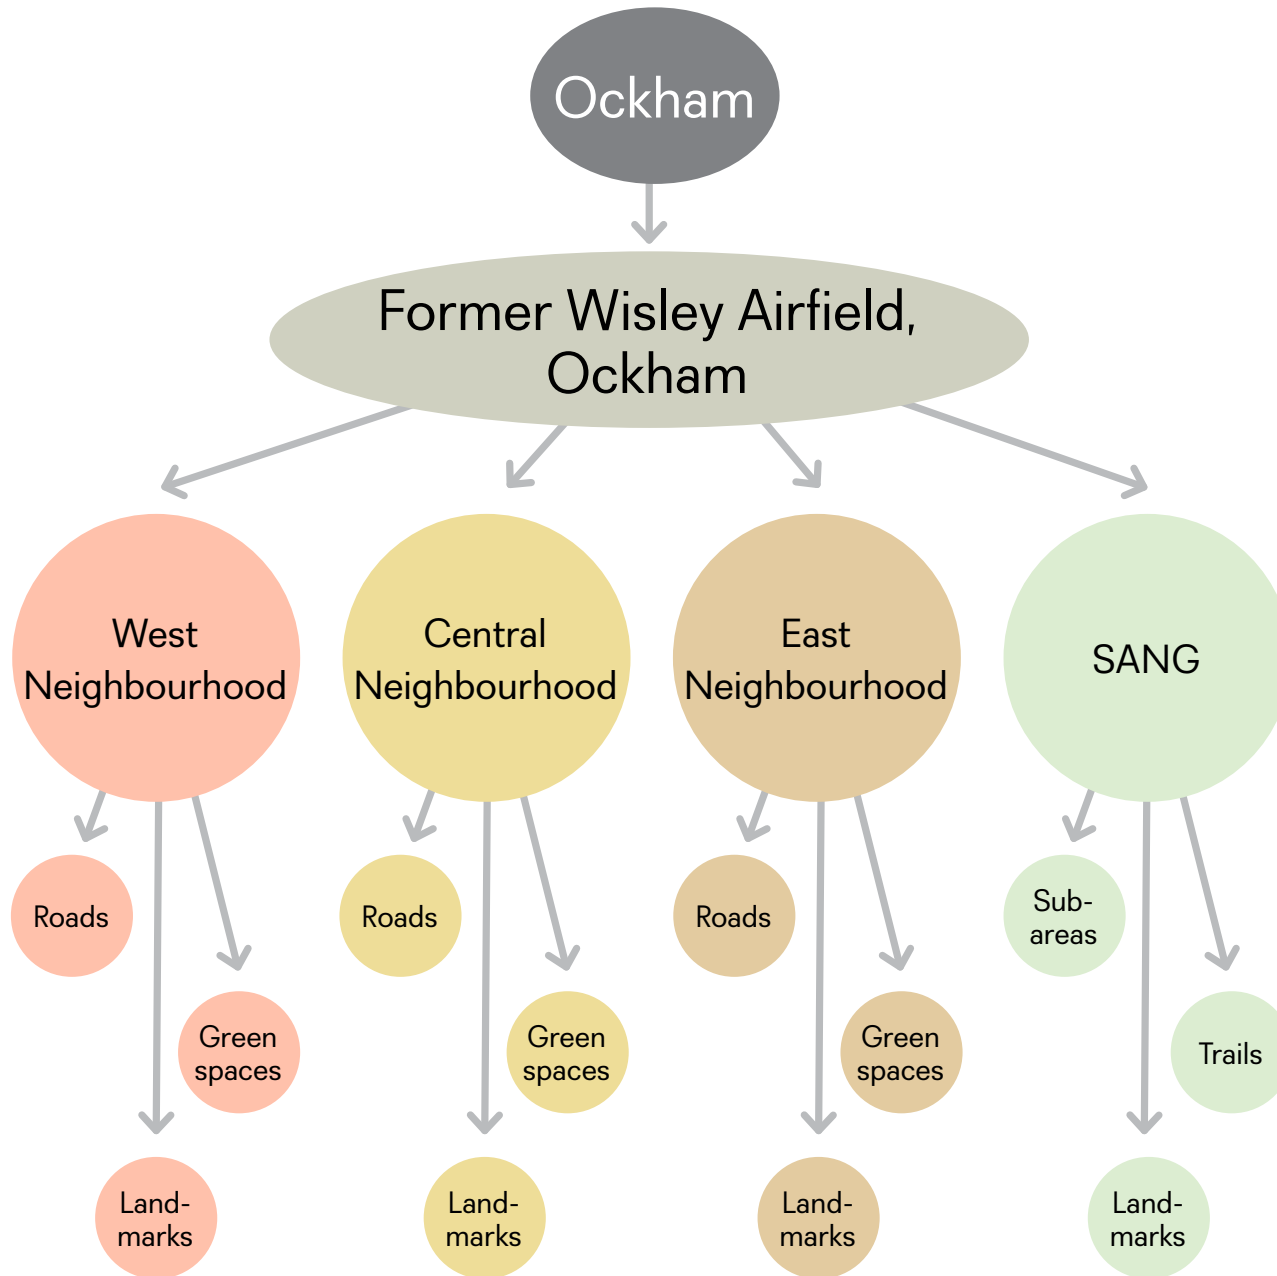 Ockham
Former Wisley Airfield,
Ockham
West
Neighbourhood
Central
Neighbourhood
East
Neighbourhood
SANG
Roads
Roads
Roads
Sub-
areas
Green
spaces
Green
spaces
Green
spaces
Trails
Land-
marks
Land-
marks
Land-
marks
Land-
marks